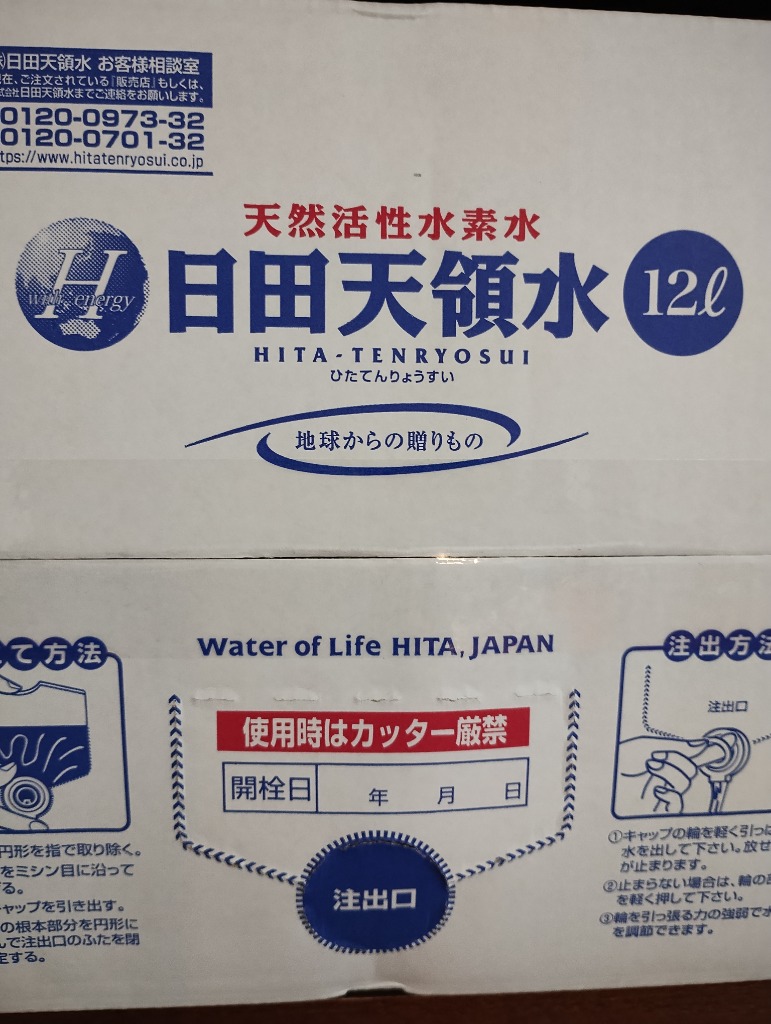 日田天領水 お客様相談室
ご注文されている「販売店」もしくは、
日田天領水までご連絡をお願いします。
0120-0973-32
0120-0701-32
tps://www.hitatenryosui.co.jp
天然活性水素水
H
with energy
日田天領水
12ℓ
HITA-TENRYOSUI
ひたてんりょうすい
地球からの贈りもの
Water of Life HITA, JAPAN
て方法
円形を指で取り除く。
をミシン目に沿って
る。
キャップを引き出す。
の根本部分を円形に
んで注出口のふたを閉
定する。
使用時はカッター厳禁
開栓日 年 月 日
注出口
注出方法
注出口
①キャップの輪を軽く引っ
水を出して下さい。放せ
が止まります。
②止まらない場合は、輪の
を軽く押して下さい。
③輪を引っ張る力の強弱で
を調節できます。